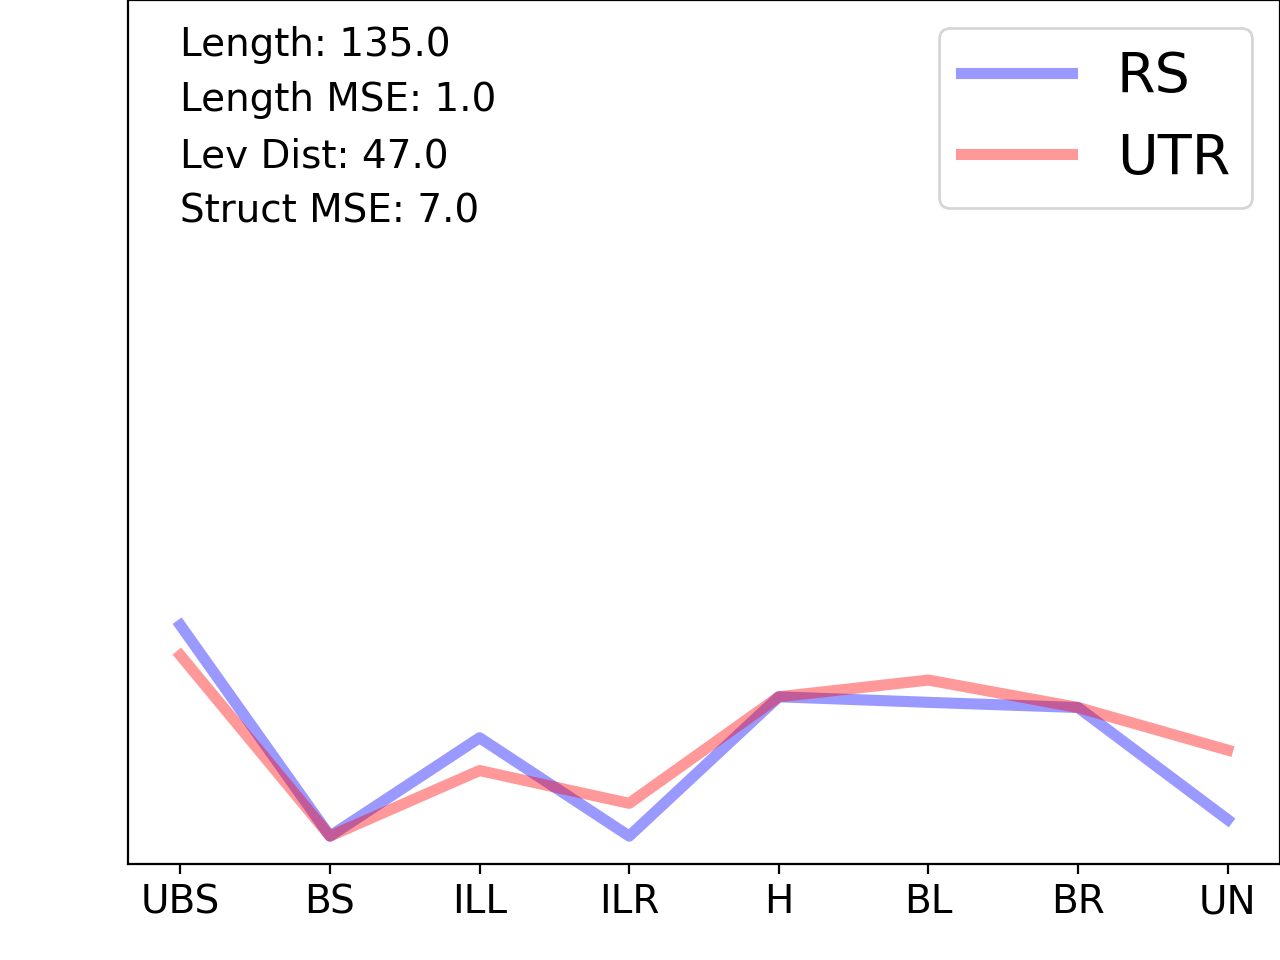 Length: 135.0
Length MSE: 1.0
Lev Dist: 47.0
Struct MSE: 7.0
RS
UTR
UBS BS ILL ILR H BL BR UN